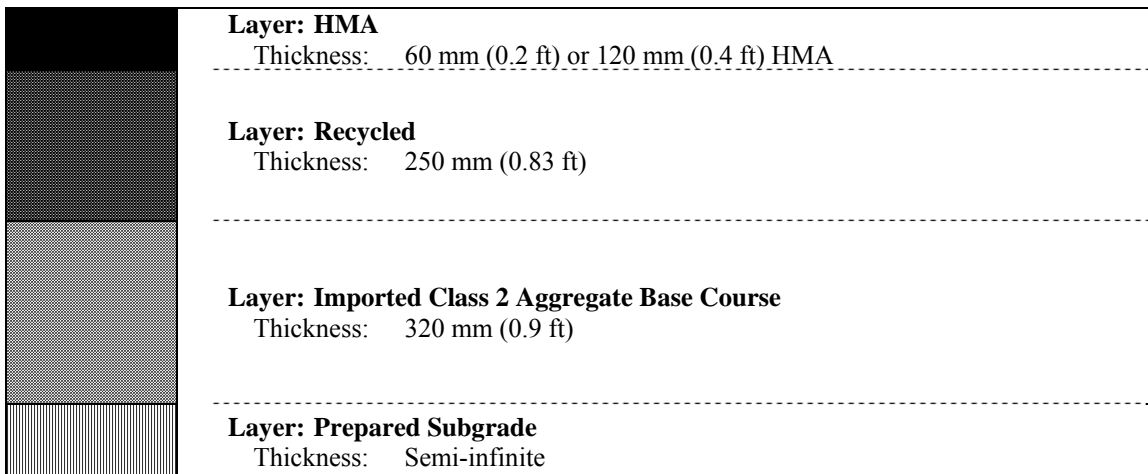 Layer: HMA
Thickness: 60 mm (0.2 ft) or 120 mm (0.4 ft) HMA
Layer: Recycled
Thickness: 250 mm (0.83 ft)
Layer: Imported Class 2 Aggregate Base Course
Thickness: 320 mm (0.9 ft)
Layer: Prepared Subgrade
Thickness: Semi-infinite